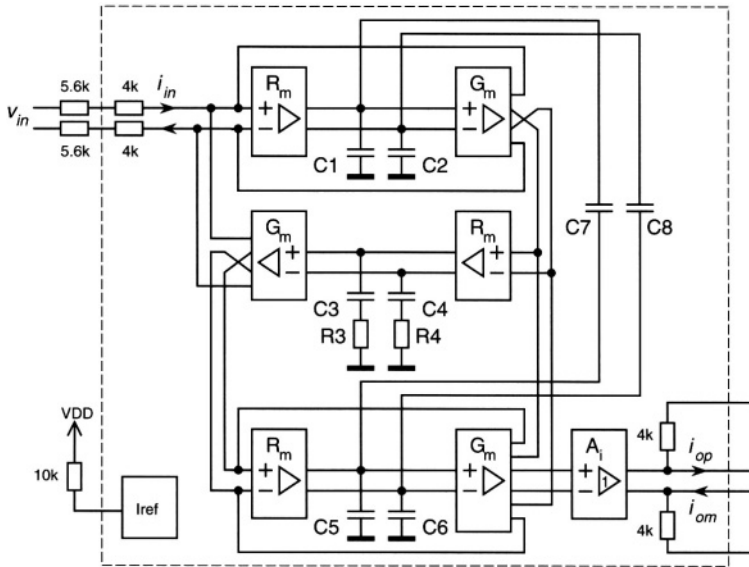 5.6k 4k i_in
v_in
5.6k 4k
R_m G_m
+ +
− −
C1 C2
C7 C8
G_m R_m
+
−
C3 C4
R3 R4
VDD
10k
Iref
R_m G_m A_i
+ + + 1
− − −
C5 C6
4k
i_op
i_om
4k